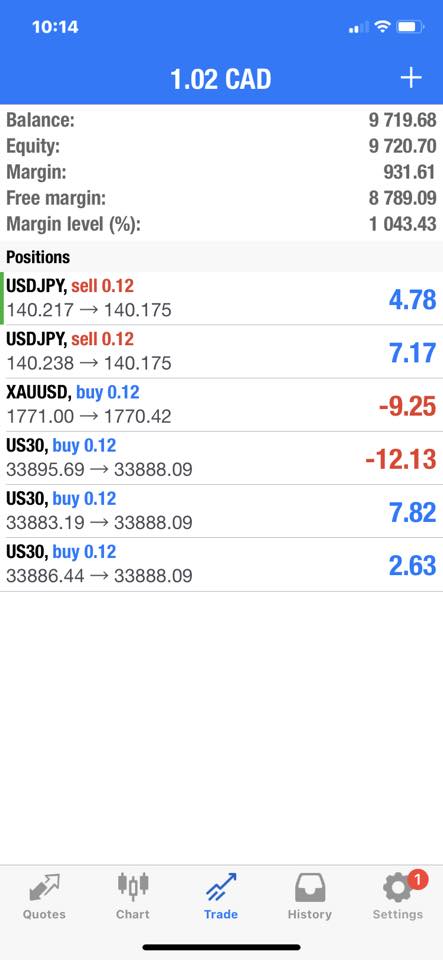 10:14
1.02 CAD
Balance: 9 719.68
Equity: 9 720.70
Margin: 931.61
Free margin: 8 789.09
Margin level (%): 1 043.43
Positions
USDJPY, sell 0.12
140.217 → 140.175 4.78
USDJPY, sell 0.12
140.238 → 140.175 7.17
XAUUSD, buy 0.12
1771.00 → 1770.42 -9.25
US30, buy 0.12
33895.69 → 33888.09 -12.13
US30, buy 0.12
33883.19 → 33888.09 7.82
US30, buy 0.12
33886.44 → 33888.09 2.63
1
Quotes Chart Trade History Settings